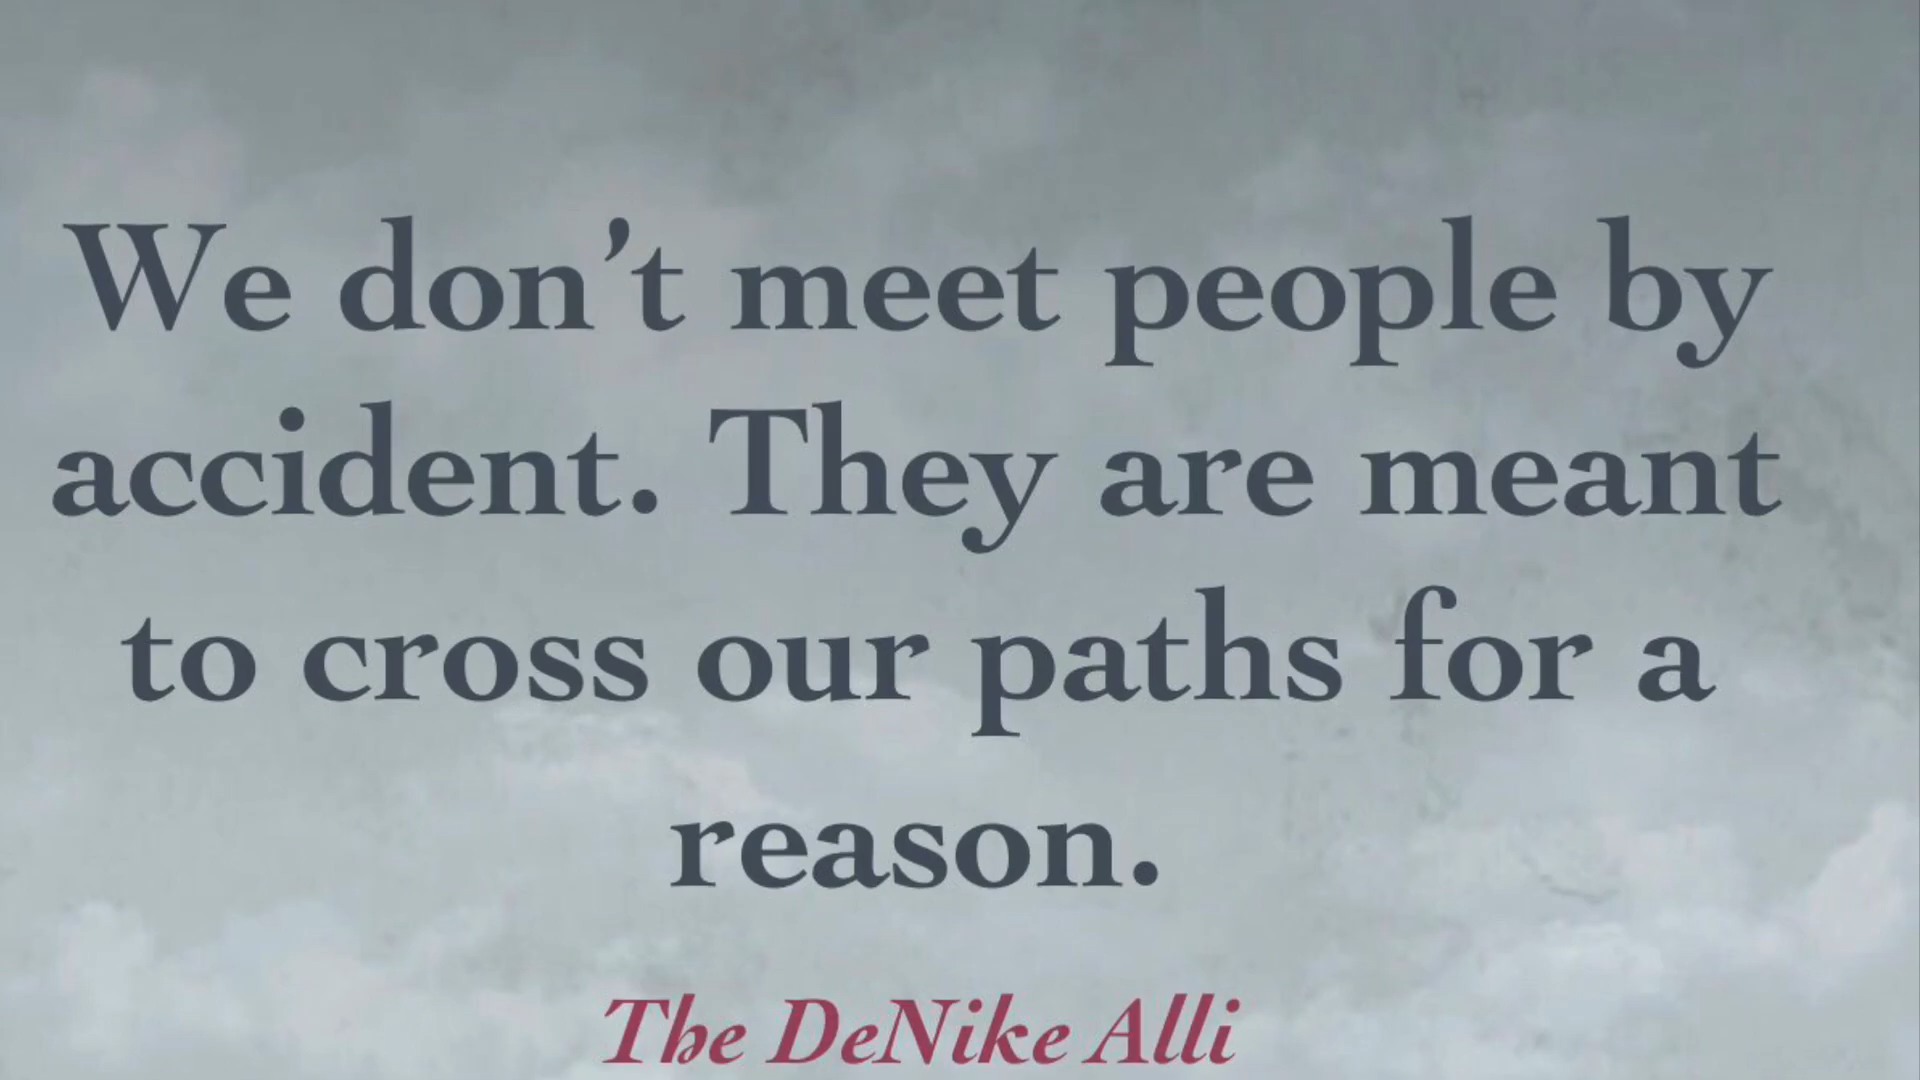 We don’t meet people by
accident. They are meant
to cross our paths for a
reason.
The DeNike Alli